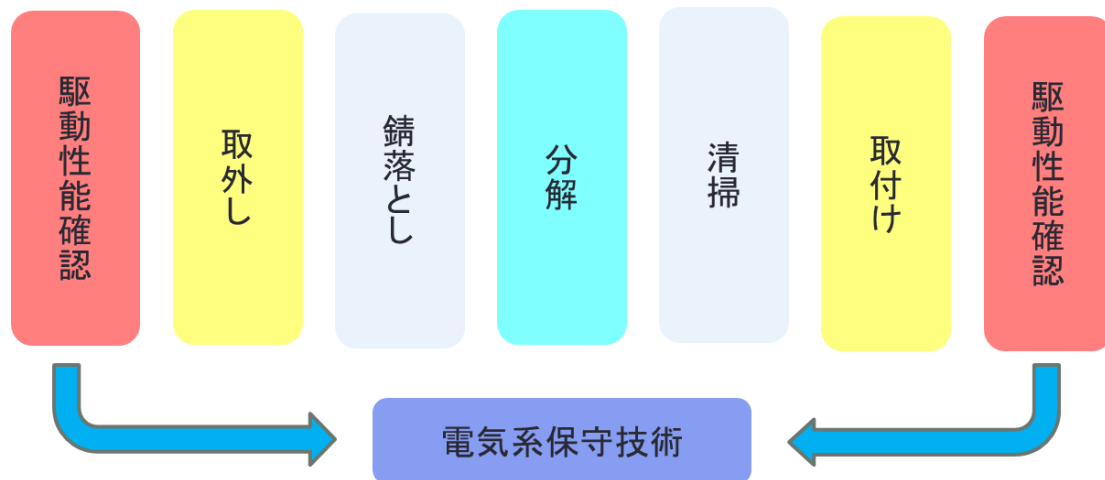 駆動性能確認
取外し
錆落とし
分解
清掃
取付け
駆動性能確認
電気系保守技術